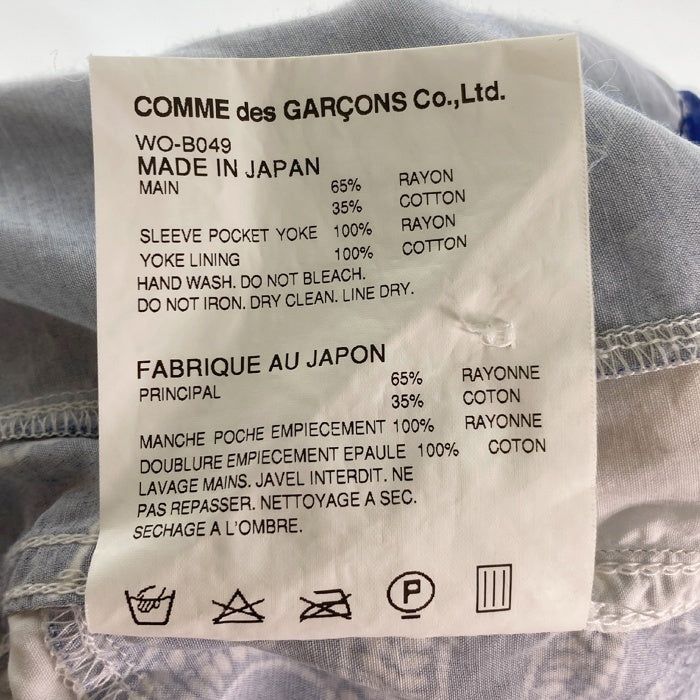 COMME des GARÇONS Co.,Ltd.
WO-B049
MADE IN JAPAN
MAIN 65% RAYON
35% COTTON
SLEEVE POCKET YOKE 100% RAYON
YOKE LINING 100% COTTON
HAND WASH. DO NOT BLEACH.
DO NOT IRON. DRY CLEAN. LINE DRY.
FABRIQUE AU JAPON
PRINCIPAL 65% RAYONNE
35% COTON
MANCHE POCHE EMPIECEMENT 100% RAYONNE
DOUBLURE EMPIECEMENT EPAULE 100% COTON
LAVAGE MAINS. JAVEL INTERDIT. NE
PAS REPASSER. NETTOYAGE A SEC.
SECHAGE A L'OMBRE.
P